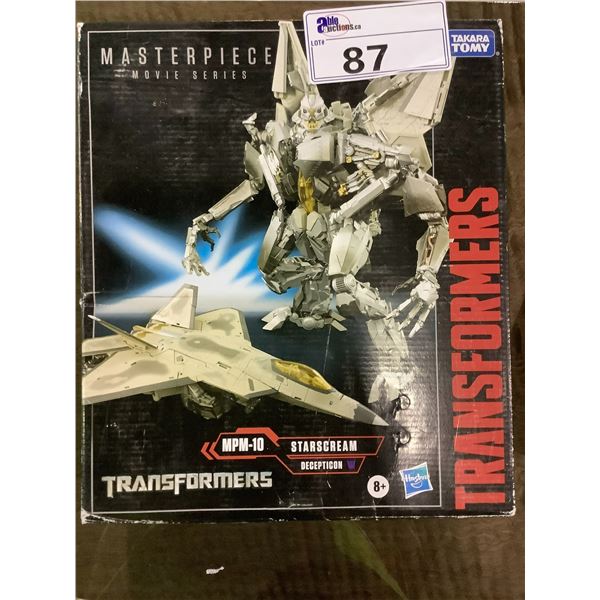 able
auctions.ca
LOT#
87
MASTERPIECE
MOVIE SERIES
TAKARA
TOMY
TRANSFORMERS
MPM-10
STARSCREAM
DECEPTICON
TRANSFORMERS
8+
Hasbro